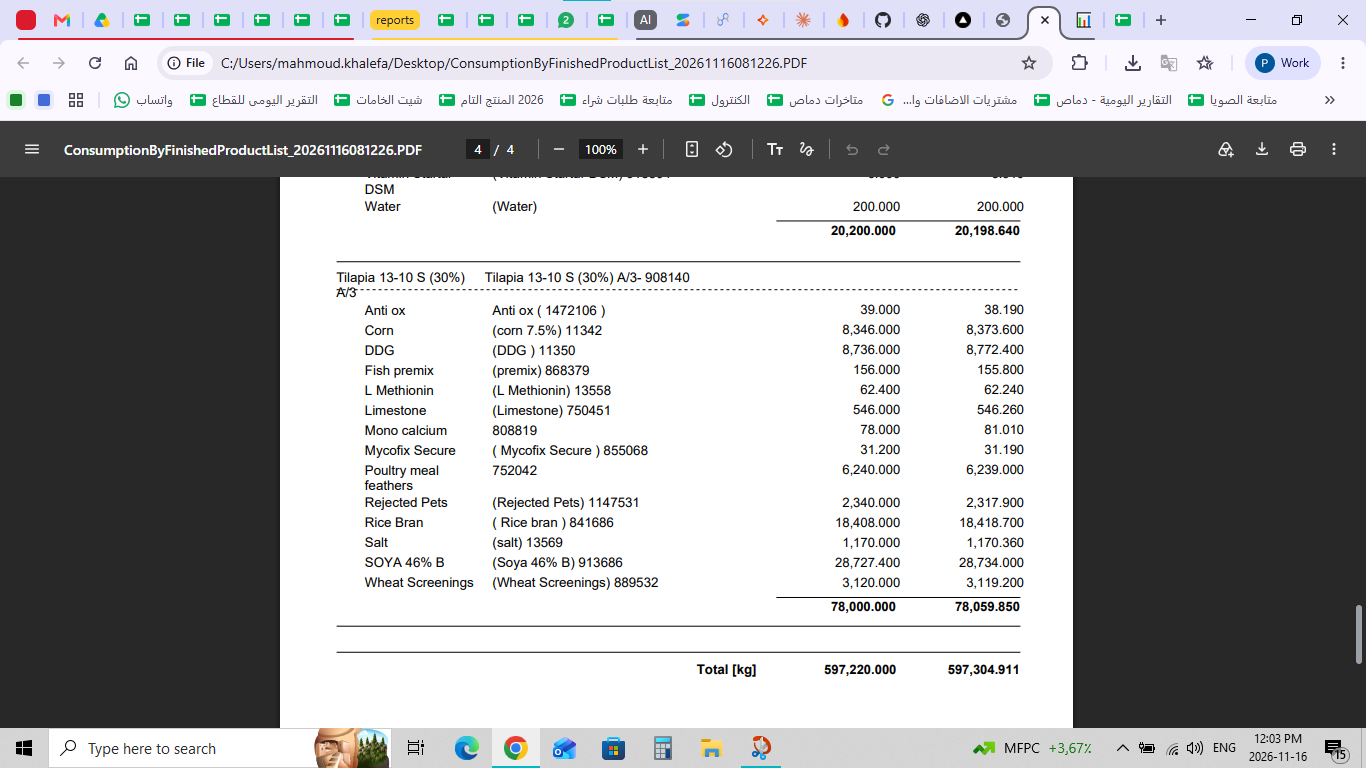 reports
2
AI
File
C:/Users/mahmoud.khalefa/Desktop/ConsumptionByFinishedProductList_20261116081226.PDF
P Work
واتساب
التقرير اليومى للقطاع
شيت الخامات
2026 المنتج التام
متابعة طلبات شراء
الكنترول
متاخرات دماص
مشتريات الاضافات وا...
التقارير اليومية - دماص
متابعة الصويا
ConsumptionByFinishedProductList_20261116081226.PDF
4 / 4
100%
DSM
Water (Water) 200.000 200.000
20,200.000 20,198.640
Tilapia 13-10 S (30%) Tilapia 13-10 S (30%) A/3- 908140
A/3
Anti ox Anti ox ( 1472106 ) 39.000 38.190
Corn (corn 7.5%) 11342 8,346.000 8,373.600
DDG (DDG ) 11350 8,736.000 8,772.400
Fish premix (premix) 868379 156.000 155.800
L Methionin (L Methionin) 13558 62.400 62.240
Limestone (Limestone) 750451 546.000 546.260
Mono calcium 808819 78.000 81.010
Mycofix Secure ( Mycofix Secure ) 855068 31.200 31.190
Poultry meal 752042 6,240.000 6,239.000
feathers
Rejected Pets (Rejected Pets) 1147531 2,340.000 2,317.900
Rice Bran ( Rice bran ) 841686 18,408.000 18,418.700
Salt (salt) 13569 1,170.000 1,170.360
SOYA 46% B (Soya 46% B) 913686 28,727.400 28,734.000
Wheat Screenings (Wheat Screenings) 889532 3,120.000 3,119.200
78,000.000 78,059.850
Total [kg] 597,220.000 597,304.911
Type here to search
MFPC +3,67%
ENG
12:03 PM
2026-11-16
15